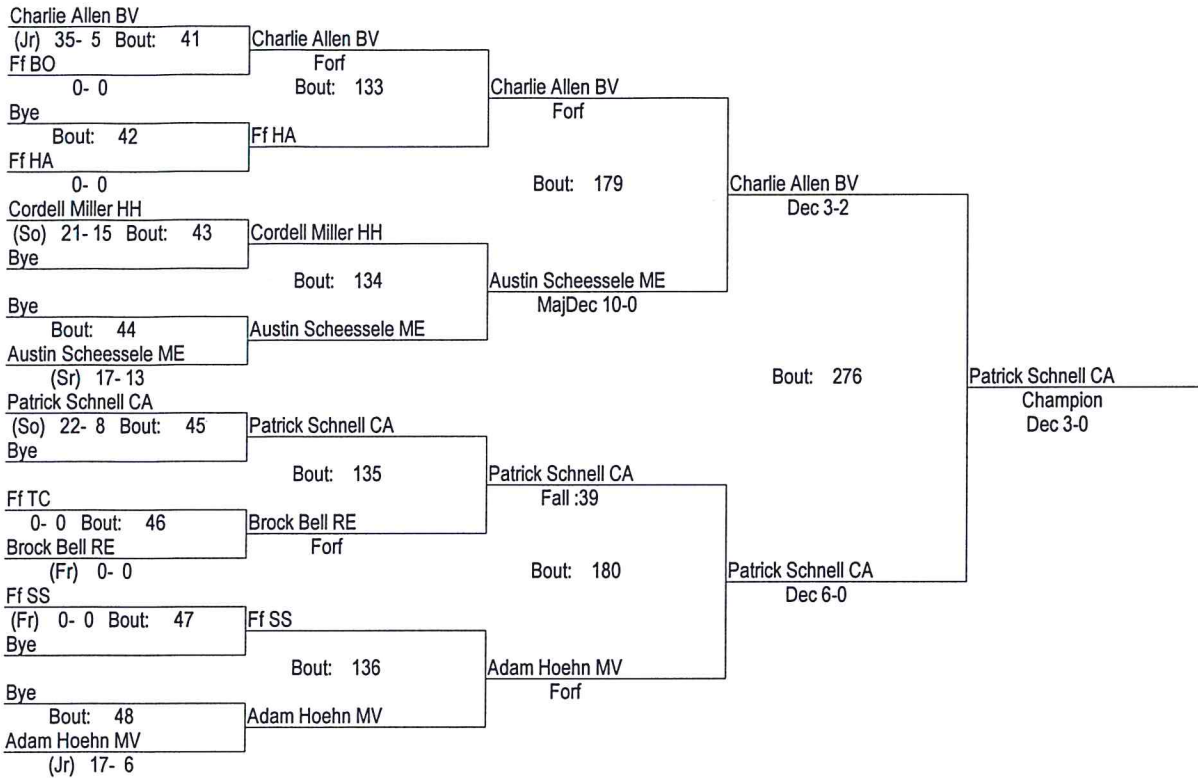 Charlie Allen BV
(Jr) 35- 5 Bout: 41
Ff BO
0- 0
Bye
Bout: 42
Ff HA
0- 0
Cordell Miller HH
(So) 21- 15 Bout: 43
Bye
Bye
Bout: 44
Austin Scheessele ME
(Sr) 17- 13
Patrick Schnell CA
(So) 22- 8 Bout: 45
Bye
Ff TC
0- 0 Bout: 46
Brock Bell RE
(Fr) 0- 0
Ff SS
(Fr) 0- 0 Bout: 47
Bye
Bye
Bout: 48
Adam Hoehn MV
(Jr) 17- 6
Charlie Allen BV
Forf
Bout: 133
Ff HA
Cordell Miller HH
Bout: 134
Austin Scheessele ME
Patrick Schnell CA
Bout: 135
Brock Bell RE
Forf
Ff SS
Bout: 136
Adam Hoehn MV
Charlie Allen BV
Forf
Bout: 179
Austin Scheessele ME
MajDec 10-0
Patrick Schnell CA
Fall :39
Bout: 180
Adam Hoehn MV
Forf
Charlie Allen BV
Dec 3-2
Bout: 276
Patrick Schnell CA
Dec 6-0
Patrick Schnell CA
Champion
Dec 3-0